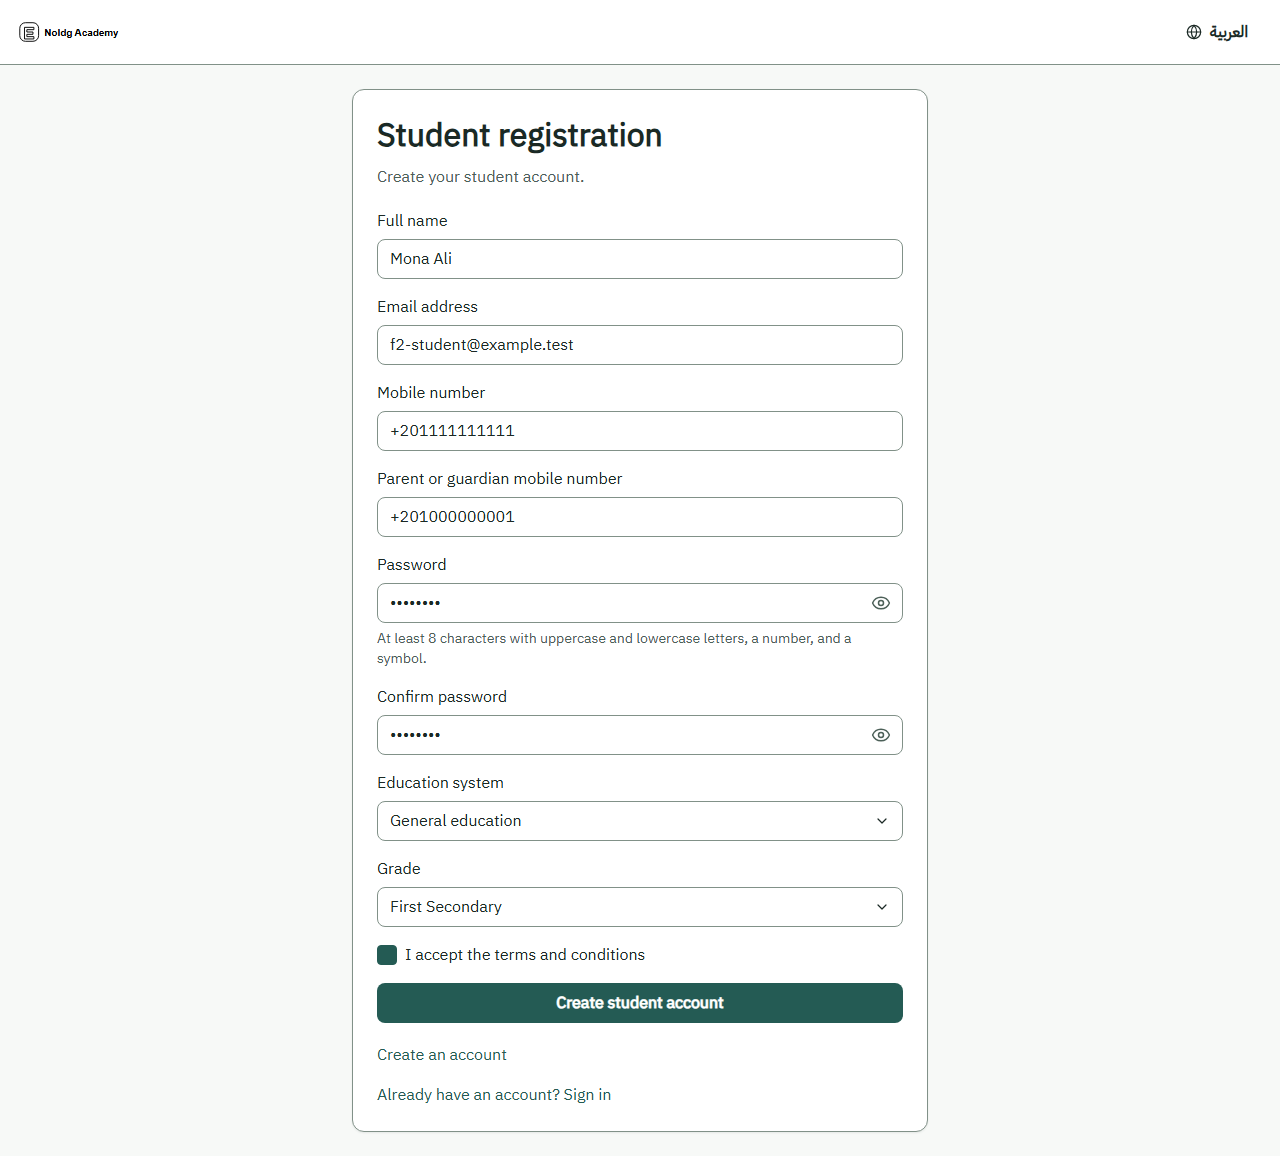 Noldg Academy
العربية
Student registration
Create your student account.
Full name
Mona Ali
Email address
f2-student@example.test
Mobile number
+201111111111
Parent or guardian mobile number
+201000000001
Password
••••••••
At least 8 characters with uppercase and lowercase letters, a number, and a
symbol.
Confirm password
••••••••
Education system
General education
Grade
First Secondary
I accept the terms and conditions
Create student account
Create an account
Already have an account? Sign in